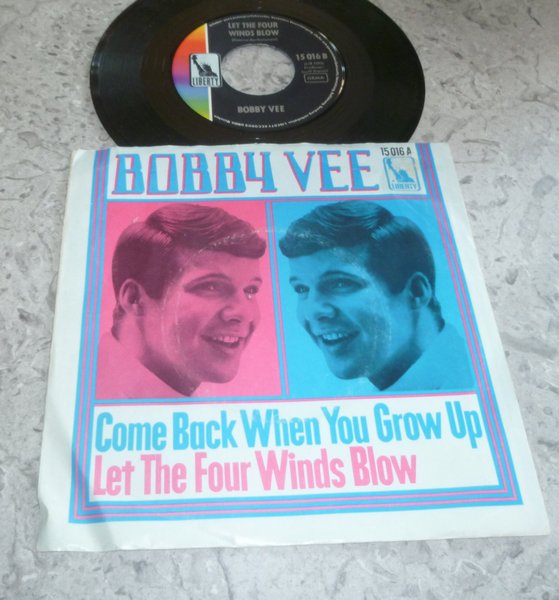 LET THE FOUR
WINDS BLOW
15 016 B
GEMA
LIBERTY
BOBBY VEE
15 016 A
BOBBY VEE
LIBERTY
Come Back When You Grow Up
Let The Four Winds Blow